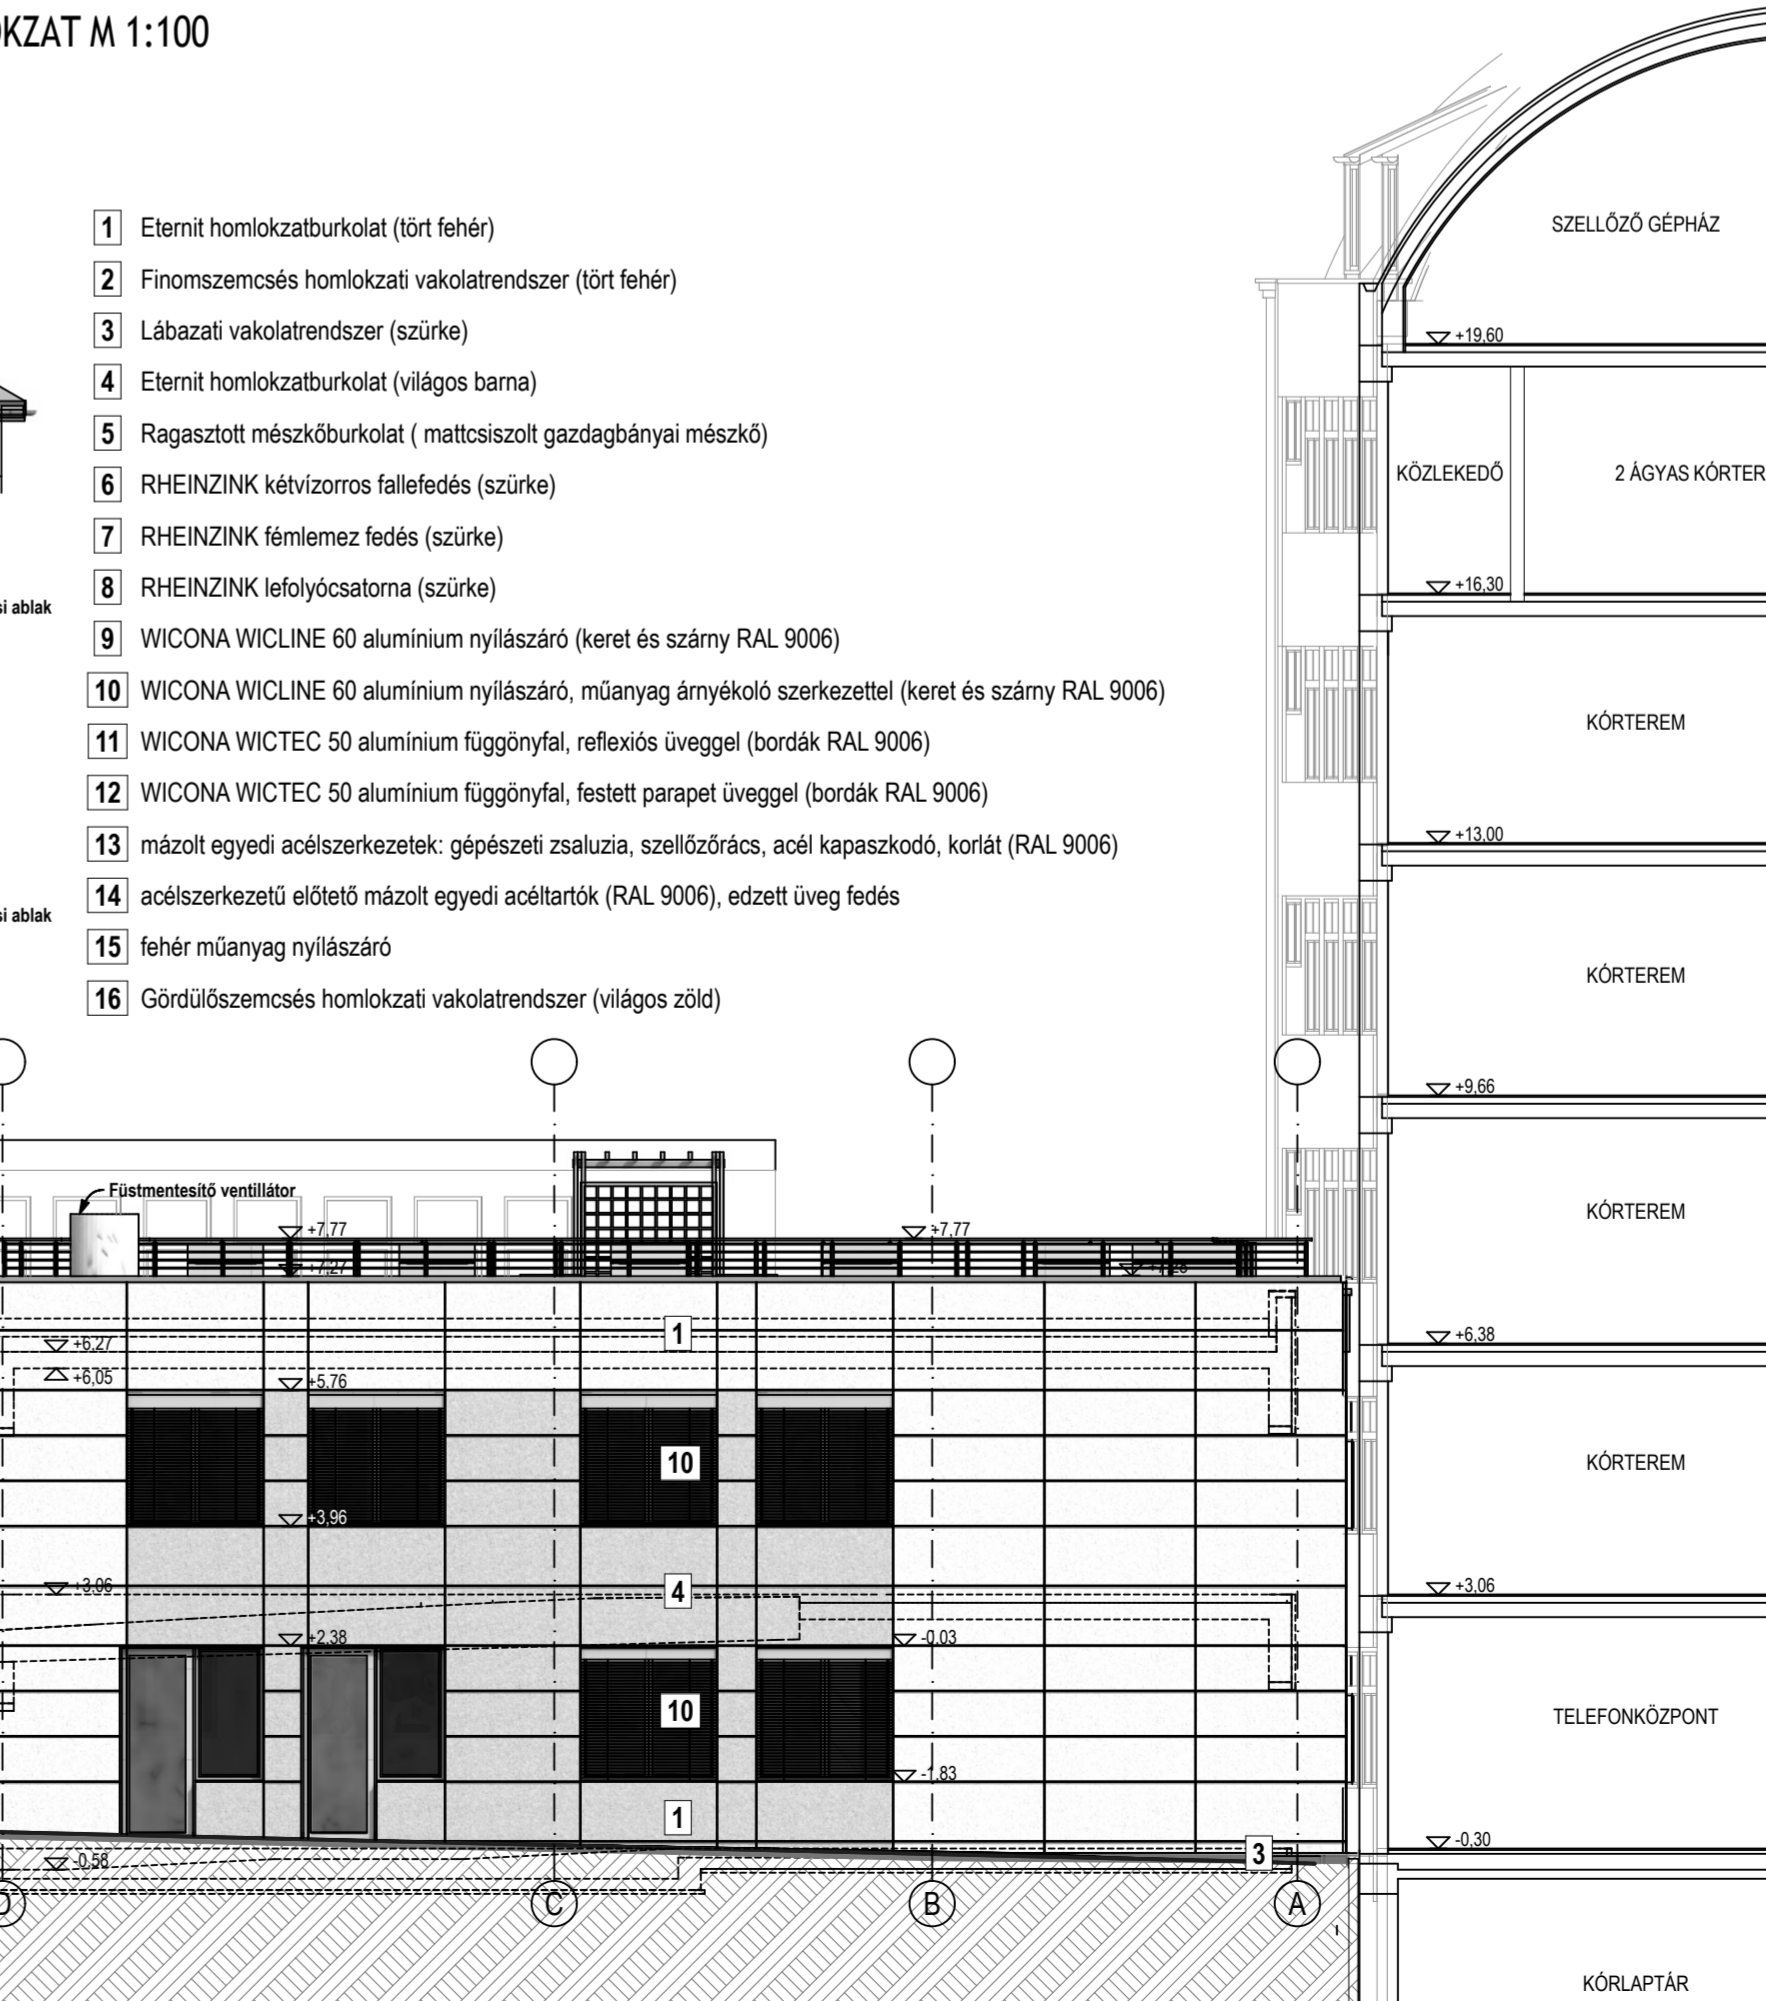 OKZAT M 1:100
1 Eternit homlokzatburkolat (tört fehér)
2 Finomszemcsés homlokzati vakolatrendszer (tört fehér)
3 Lábazati vakolatrendszer (szürke)
4 Eternit homlokzatburkolat (világos barna)
5 Ragasztott mészkőburkolat ( mattcsiszolt gazdagbányai mészkő)
6 RHEINZINK kétvízorros fallefedés (szürke)
7 RHEINZINK fémlemez fedés (szürke)
8 RHEINZINK lefolyócsatorna (szürke)
si ablak
9 WICONA WICLINE 60 alumínium nyílászáró (keret és szárny RAL 9006)
10 WICONA WICLINE 60 alumínium nyílászáró, műanyag árnyékoló szerkezettel (keret és szárny RAL 9006)
11 WICONA WICTEC 50 alumínium függönyfal, reflexiós üveggel (bordák RAL 9006)
12 WICONA WICTEC 50 alumínium függönyfal, festett parapet üveggel (bordák RAL 9006)
13 mázolt egyedi acélszerkezetek: gépészeti zsaluzia, szellőzőrács, acél kapaszkodó, korlát (RAL 9006)
14 acélszerkezetű előtető mázolt egyedi acéltartók (RAL 9006), edzett üveg fedés
si ablak
15 fehér műanyag nyílászáró
16 Gördülőszemcsés homlokzati vakolatrendszer (világos zöld)
SZELLŐZŐ GÉPHÁZ
+19,60
KÖZLEKEDŐ
2 ÁGYAS KÓRTER
+16,30
KÓRTEREM
+13,00
KÓRTEREM
+9,66
KÓRTEREM
+6,38
KÓRTEREM
+3,06
TELEFONKÖZPONT
-0,30
KÓRLAPTÁR
Füstmentesítő ventillátor
+7,77
+7,77
+7,27
1
+6,27
+6,05
+5,76
10
+3,96
+3,06
4
+2,38
-0,03
10
-1,83
1
3
-0,58
D
C
B
A